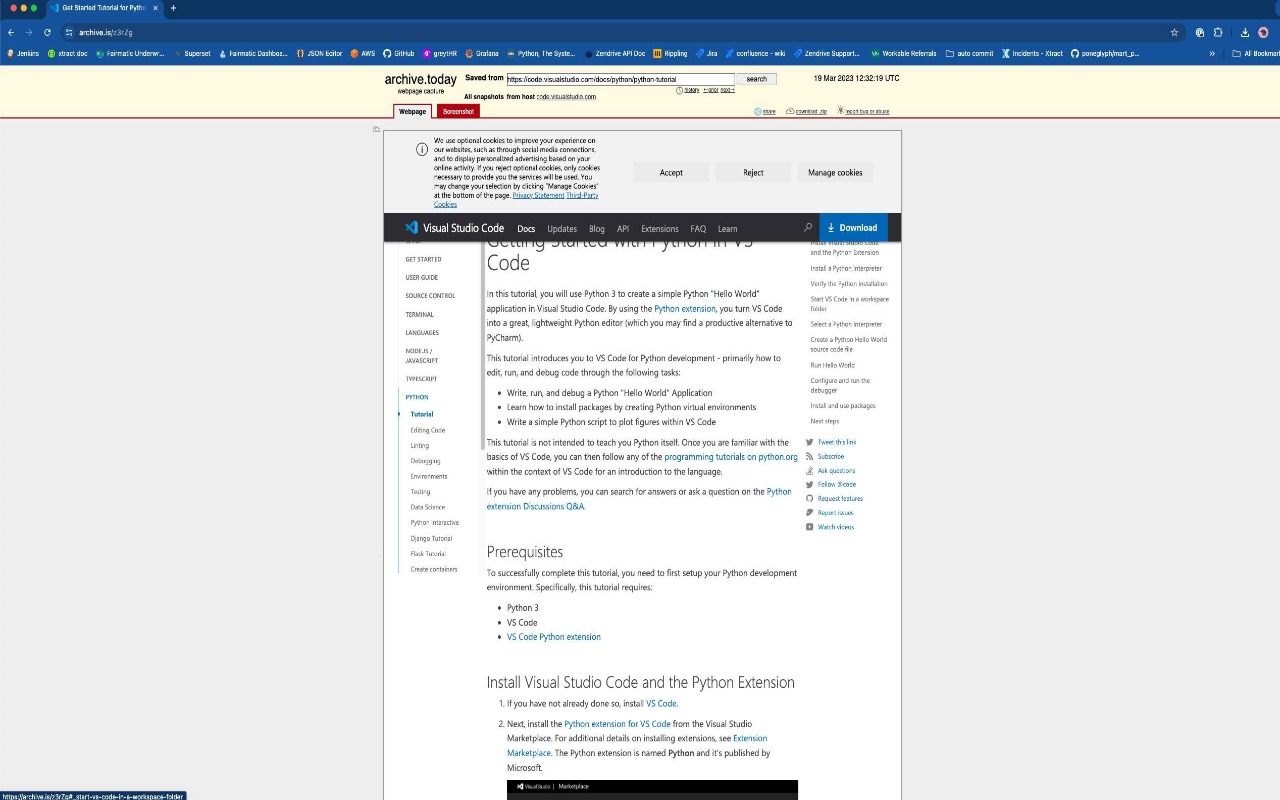 Get Started Tutorial for Pytho
archive.is/z3rZg
Jenkins
xtract doc
Fairmatic Underwr...
Superset
Fairmatic Dashboa...
JSON Editor
AWS
GitHub
greytHR
Grafana
Python, The Syste...
Zendrive API Doc
Rippling
Jira
confluence - wiki
Zendrive Support...
Workable Referrals
auto commit
Incidents - Xtract
poneglyph/mart_p...
»
All Bookmar
archive.today
webpage capture
Saved from
https://code.visualstudio.com/docs/python/python-tutorial
search
19 Mar 2023 12:32:19 UTC
history
←prior
next→
All snapshots from host code.visualstudio.com
Webpage
Screenshot
share
download .zip
report bug or abuse
0%
We use optional cookies to improve your experience on
our websites, such as through social media connections,
and to display personalized advertising based on your
online activity. If you reject optional cookies, only cookies
necessary to provide you the services will be used. You
may change your selection by clicking "Manage Cookies"
at the bottom of the page. Privacy Statement Third-Party
Cookies
Accept
Reject
Manage cookies
Visual Studio Code
Docs
Updates
Blog
API
Extensions
FAQ
Learn
Download
GET STARTED
USER GUIDE
SOURCE CONTROL
TERMINAL
LANGUAGES
NODE.JS /
JAVASCRIPT
TYPESCRIPT
PYTHON
Tutorial
Editing Code
Linting
Debugging
Environments
Testing
Data Science
Python Interactive
Django Tutorial
Flask Tutorial
Create containers
Getting Started with Python in VS
Code
In this tutorial, you will use Python 3 to create a simple Python "Hello World"
application in Visual Studio Code. By using the Python extension, you turn VS Code
into a great, lightweight Python editor (which you may find a productive alternative to
PyCharm).
This tutorial introduces you to VS Code for Python development - primarily how to
edit, run, and debug code through the following tasks:
• Write, run, and debug a Python "Hello World" Application
• Learn how to install packages by creating Python virtual environments
• Write a simple Python script to plot figures within VS Code
This tutorial is not intended to teach you Python itself. Once you are familiar with the
basics of VS Code, you can then follow any of the programming tutorials on python.org
within the context of VS Code for an introduction to the language.
If you have any problems, you can search for answers or ask a question on the Python
extension Discussions Q&A.
Prerequisites
To successfully complete this tutorial, you need to first setup your Python development
environment. Specifically, this tutorial requires:
• Python 3
• VS Code
• VS Code Python extension
Install Visual Studio Code and the Python Extension
1. If you have not already done so, install VS Code.
2. Next, install the Python extension for VS Code from the Visual Studio
Marketplace. For additional details on installing extensions, see Extension
Marketplace. The Python extension is named Python and it's published by
Microsoft.
Visual Studio | Marketplace
Install Visual Studio Code
and the Python Extension
Install a Python interpreter
Verify the Python installation
Start VS Code in a workspace
folder
Select a Python interpreter
Create a Python Hello World
source code file
Run Hello World
Configure and run the
debugger
Install and use packages
Next steps
Tweet this link
Subscribe
Ask questions
Follow @code
Request features
Report issues
Watch videos
https://archive.is/z3rZg#_start-vs-code-in-a-workspace-folder